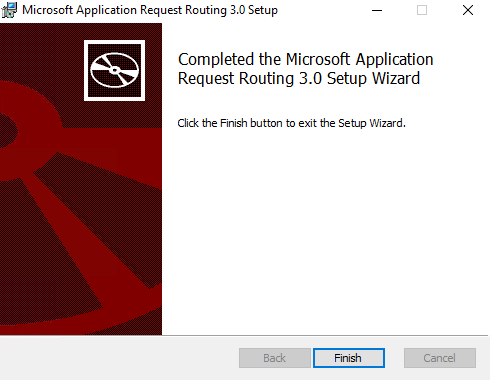 Microsoft Application Request Routing 3.0 Setup
Completed the Microsoft Application
Request Routing 3.0 Setup Wizard
Click the Finish button to exit the Setup Wizard.
Back
Finish
Cancel